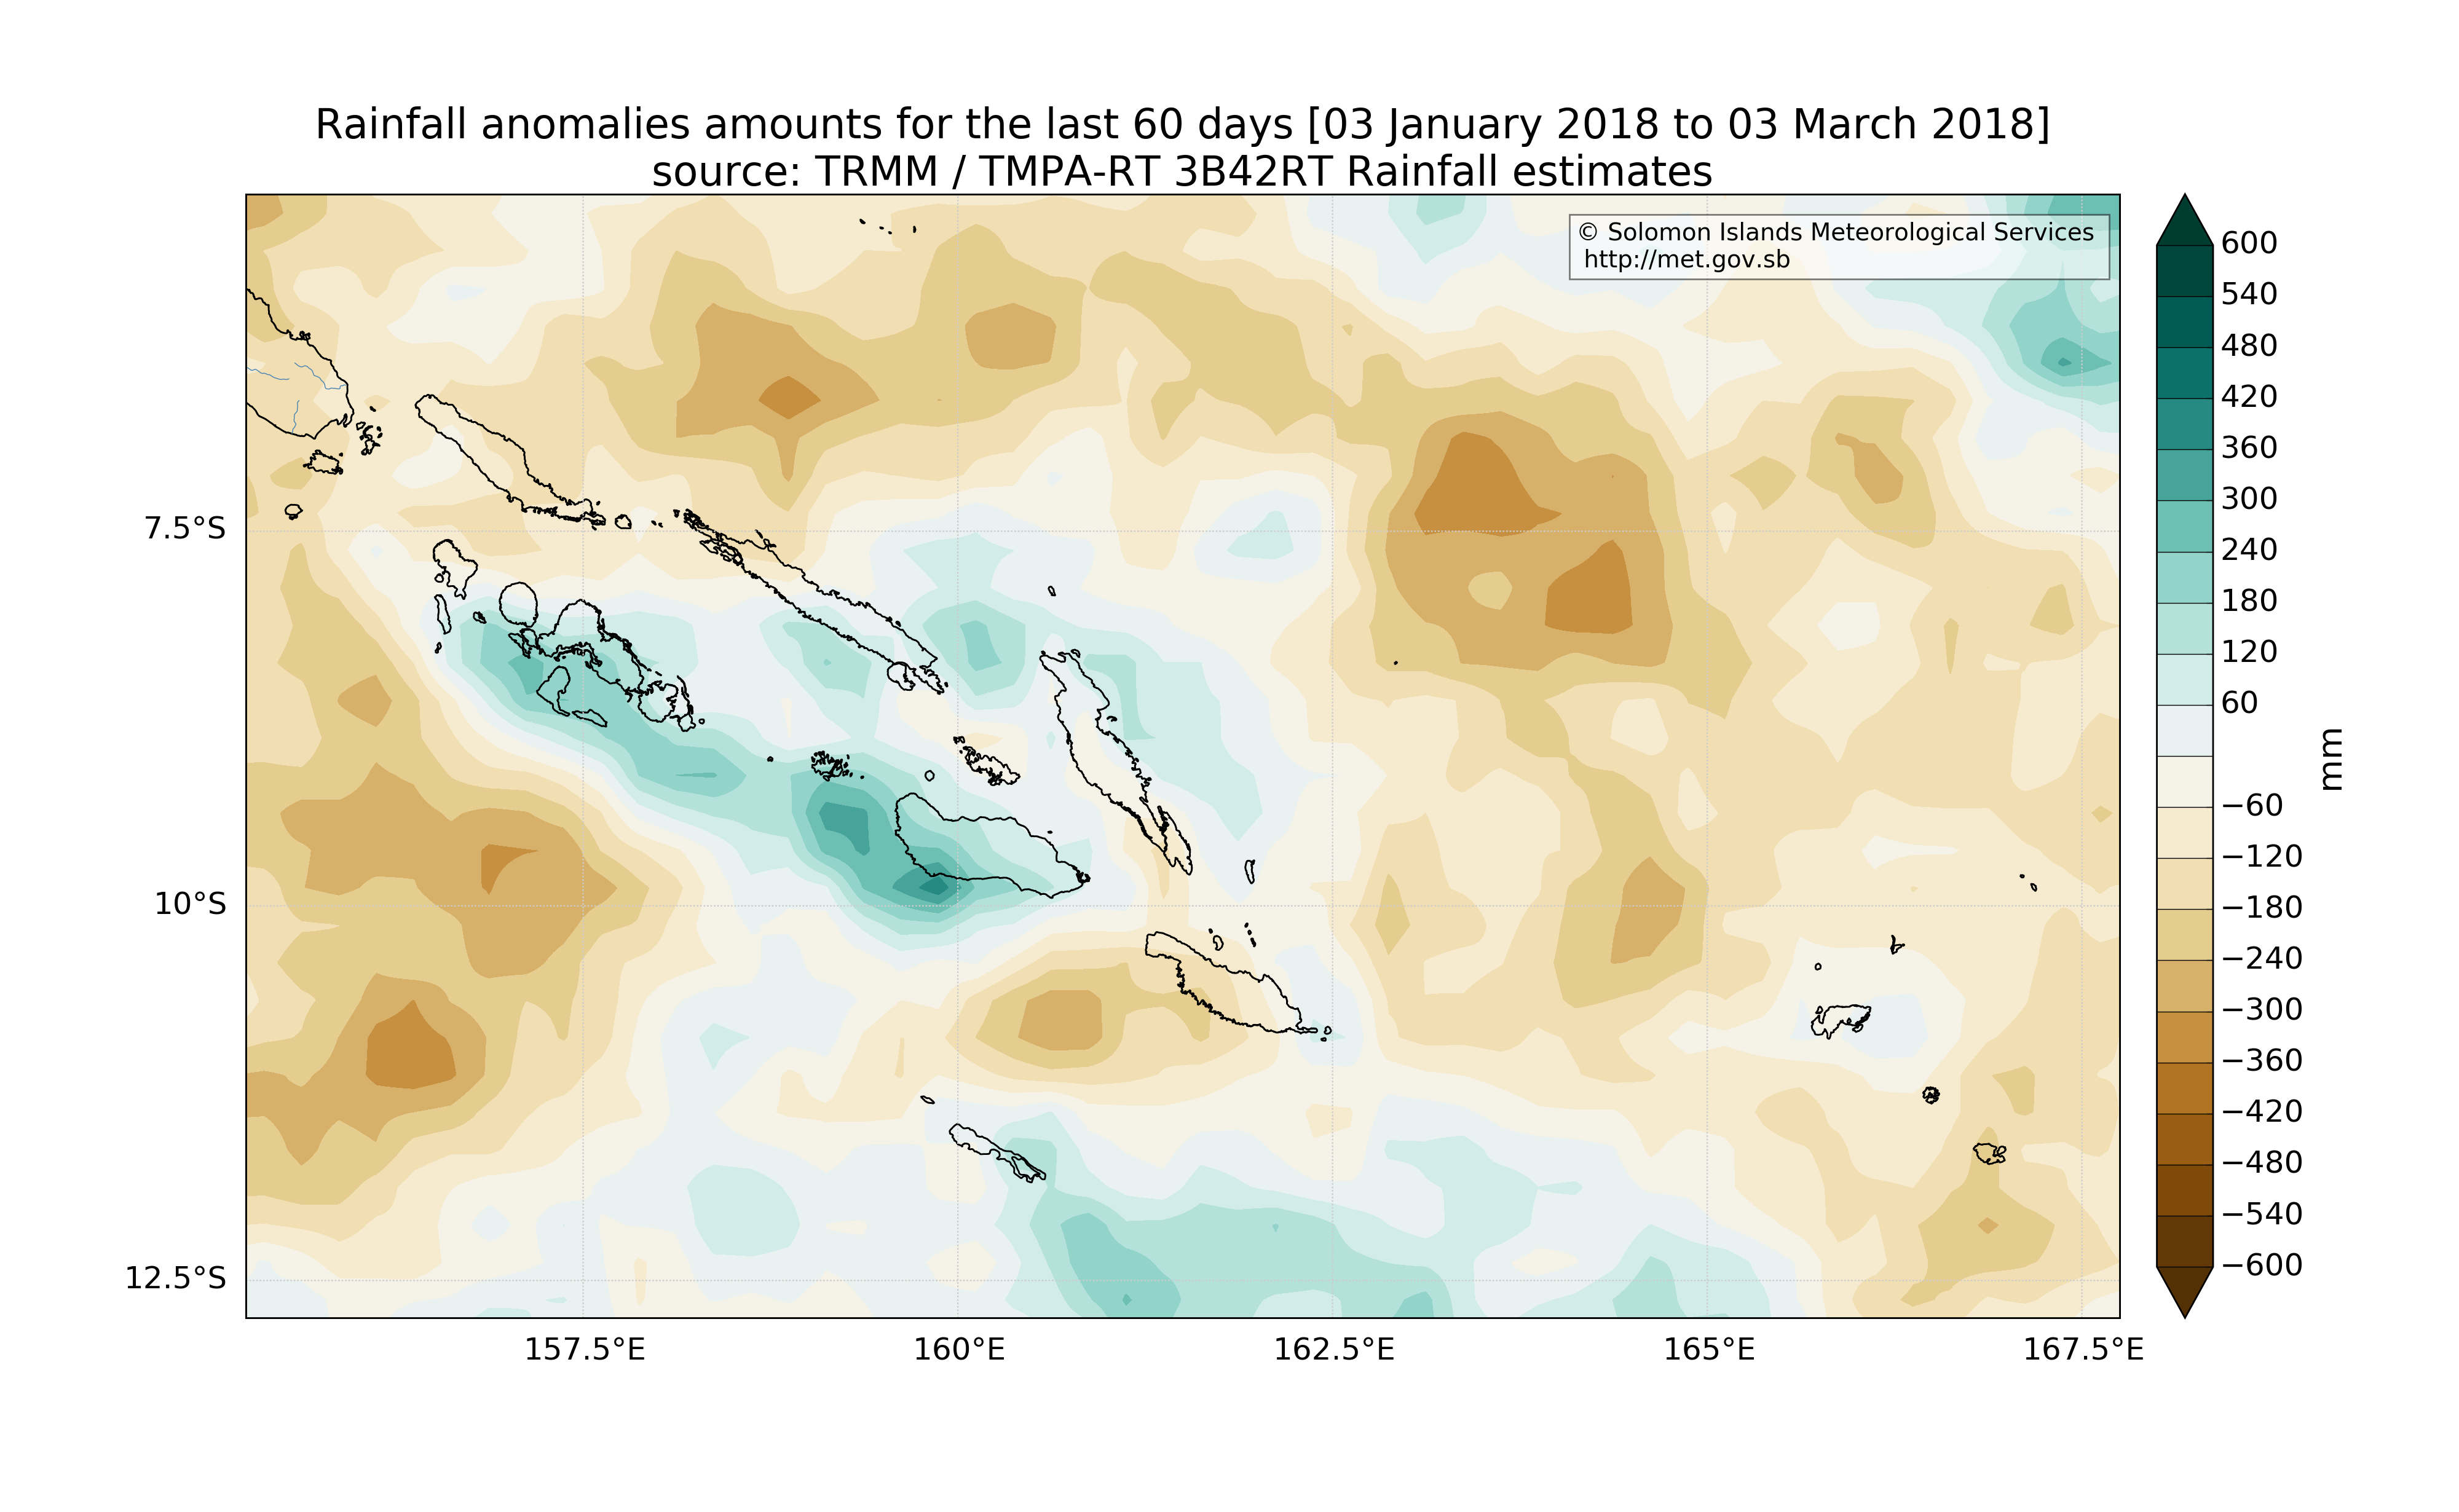 Rainfall anomalies amounts for the last 60 days [03 January 2018 to 03 March 2018]
source: TRMM / TMPA-RT 3B42RT Rainfall estimates
© Solomon Islands Meteorological Services
http://met.gov.sb
7.5°S
10°S
12.5°S
157.5°E
160°E
162.5°E
165°E
167.5°E
600
540
480
420
360
300
240
180
120
60
−60
−120
−180
−240
−300
−360
−420
−480
−540
−600
mm